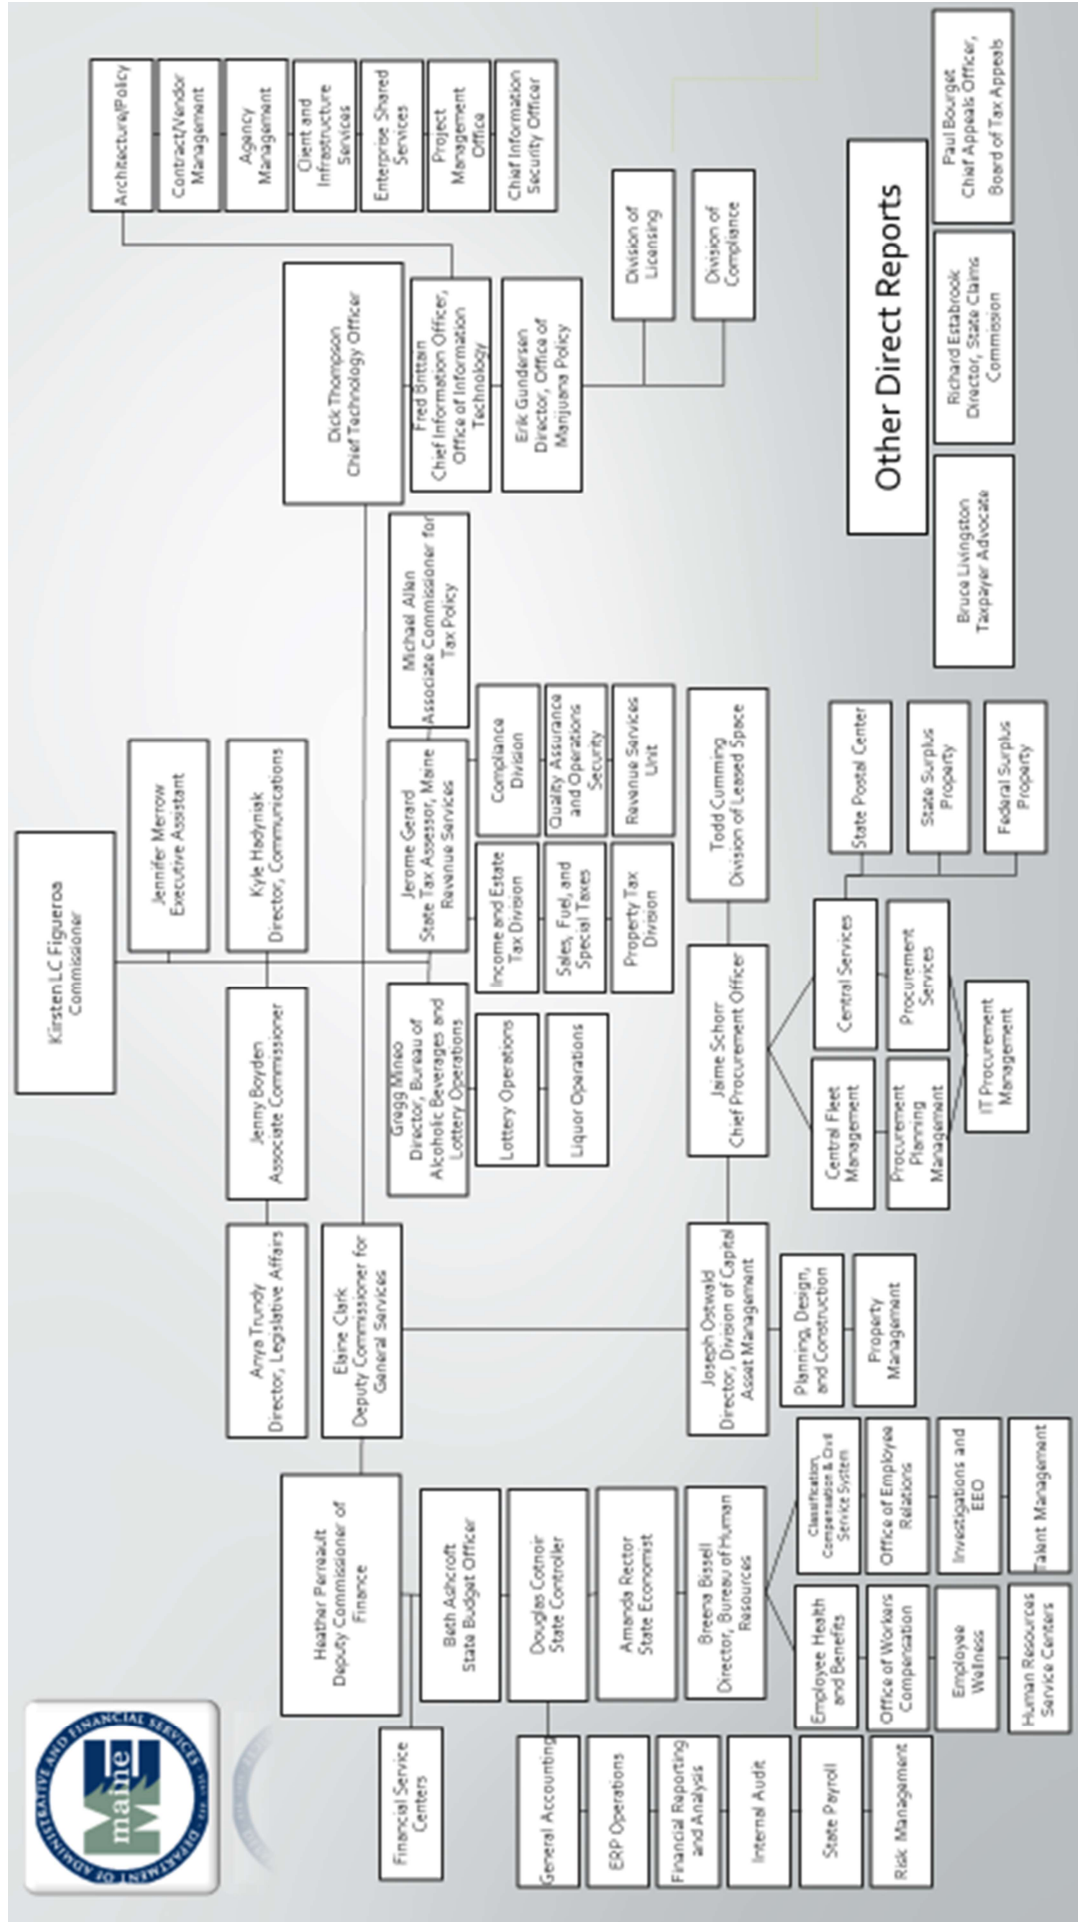 DEPARTMENT OF ADMINISTRATIVE AND FINANCIAL SERVICES
maine
Kirsten LC Figueroa
Commissioner
Jennifer Merrow
Executive Assistant
Anya Trundy
Director, Legislative Affairs
Jenny Boyden
Associate Commissioner
Kyle Hadyniak
Director, Communications
Heather Perreault
Deputy Commissioner of
Finance
Elaine Clark
Deputy Commissioner for
General Services
Dick Thompson
Chief Technology Officer
Financial Service
Centers
Beth Ashcroft
State Budget Officer
Douglas Cotnoir
State Controller
Amanda Rector
State Economist
Breena Bissell
Director, Bureau of Human
Resources
General Accounting
ERP Operations
Financial Reporting
and Analysis
Internal Audit
State Payroll
Risk Management
Employee Health
and Benefits
Office of Workers
Compensation
Employee
Wellness
Human Resources
Service Centers
Classification,
Compensation & Civil
Service System
Office of Employee
Relations
Investigations and
EEO
Talent Management
Gregg Mineo
Director, Bureau of
Alcoholic Beverages and
Lottery Operations
Lottery Operations
Liquor Operations
Jerome Gerard
State Tax Assessor, Maine
Revenue Services
Michael Allen
Associate Commissioner for
Tax Policy
Income and Estate
Tax Division
Sales, Fuel, and
Special Taxes
Property Tax
Division
Compliance
Division
Quality Assurance
and Operations
Security
Revenue Services
Unit
Joseph Ostwald
Director, Division of Capital
Asset Management
Planning, Design,
and Construction
Property
Management
Jaime Schorr
Chief Procurement Officer
Todd Cumming
Division of Leased Space
Central Fleet
Management
Central Services
Procurement
Planning
Management
Procurement
Services
IT Procurement
Management
State Postal Center
State Surplus
Property
Federal Surplus
Property
Fred Brittain
Chief Information Officer,
Office of Information
Technology
Erik Gundersen
Director, Office of
Marijuana Policy
Architecture/Policy
Contract/Vendor
Management
Agency
Management
Client and
Infrastructure
Services
Enterprise Shared
Services
Project
Management
Office
Chief Information
Security Officer
Division of
Licensing
Division of
Compliance
Other Direct Reports
Bruce Livingston
Taxpayer Advocate
Richard Estabrook
Director, State Claims
Commission
Paul Bourget
Chief Appeals Officer,
Board of Tax Appeals